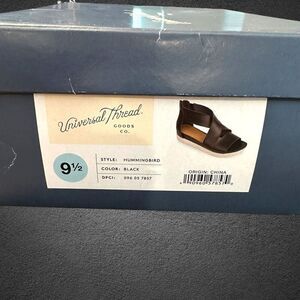 Universal Thread
GOODS
CO.
9½
STYLE: HUMMINGBIRD
COLOR: BLACK
DPCI: 096 05 7857
ORIGIN: CHINA